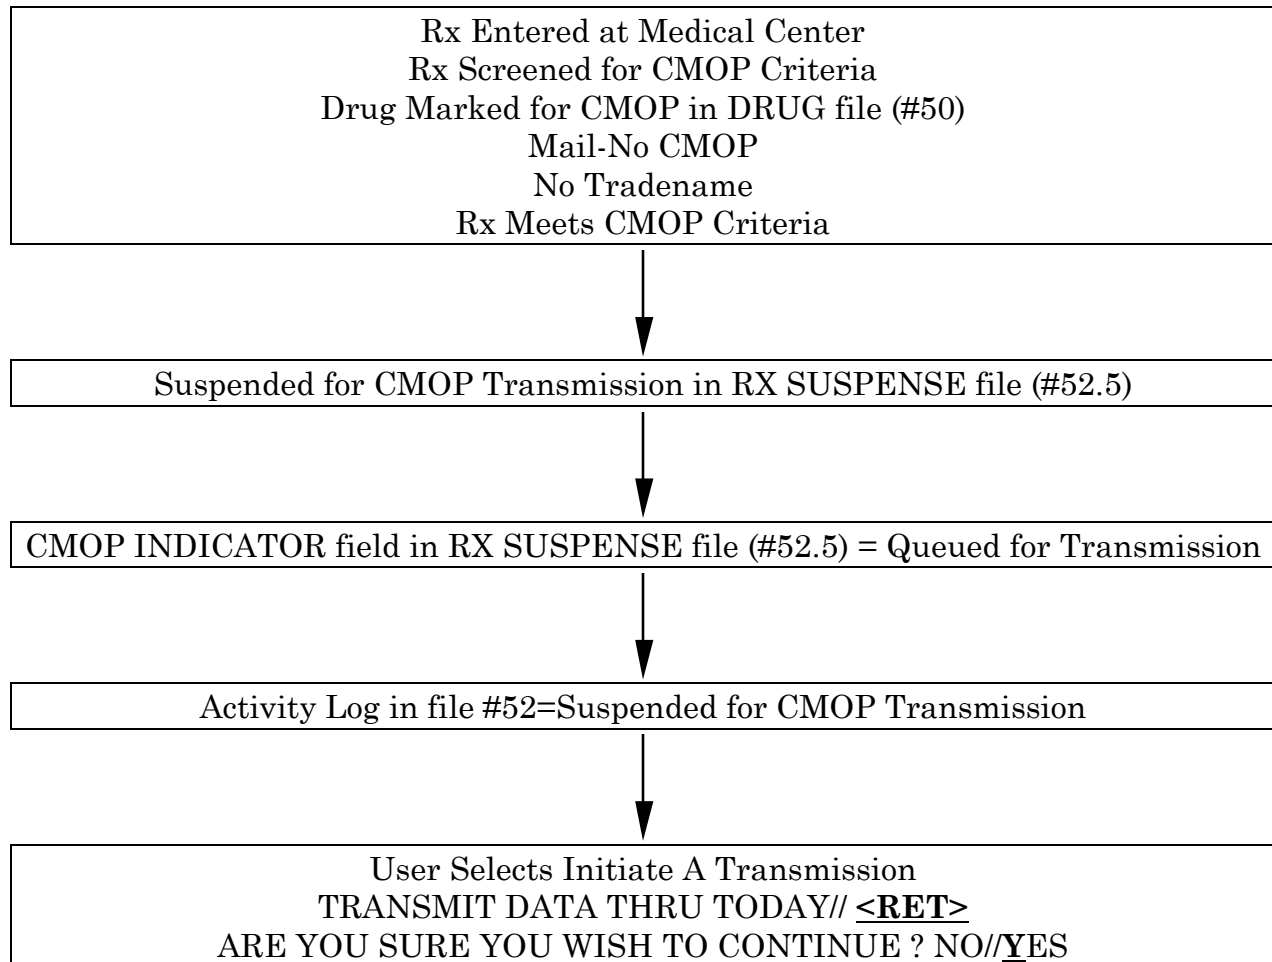 Rx Entered at Medical Center
Rx Screened for CMOP Criteria
Drug Marked for CMOP in DRUG file (#50)
Mail-No CMOP
No Tradename
Rx Meets CMOP Criteria
Suspended for CMOP Transmission in RX SUSPENSE file (#52.5)
CMOP INDICATOR field in RX SUSPENSE file (#52.5) = Queued for Transmission
Activity Log in file #52=Suspended for CMOP Transmission
User Selects Initiate A Transmission
TRANSMIT DATA THRU TODAY// <RET>
ARE YOU SURE YOU WISH TO CONTINUE ? NO//YES